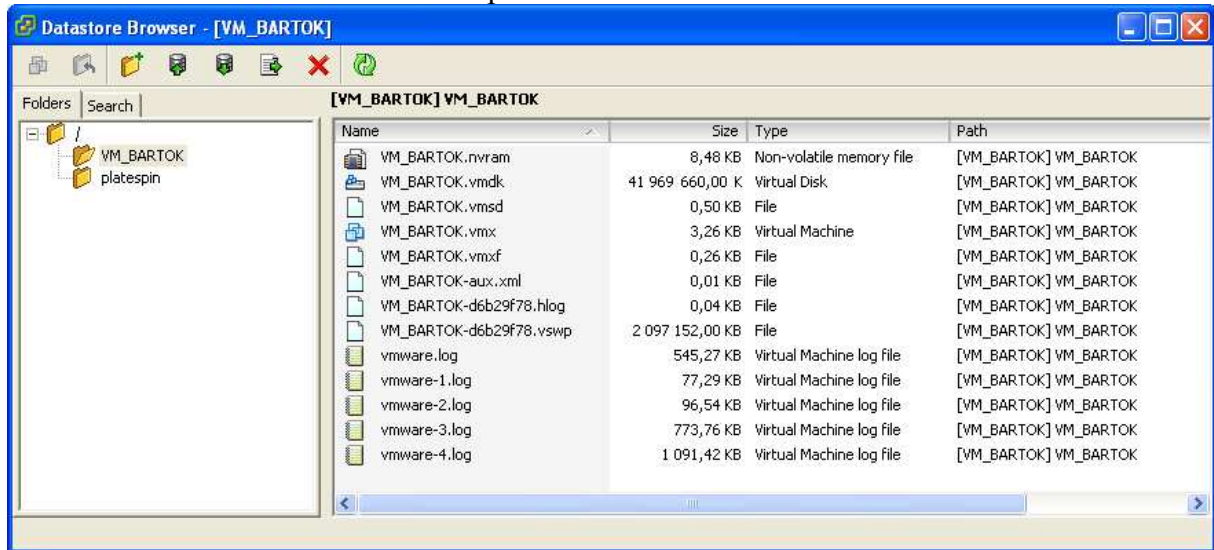 Datastore Browser - [VM_BARTOK]
Folders Search
[VM_BARTOK] VM_BARTOK
/
VM_BARTOK
platespin
Name Size Type Path
VM_BARTOK.nvram 8,48 KB Non-volatile memory file [VM_BARTOK] VM_BARTOK
VM_BARTOK.vmdk 41 969 660,00 K Virtual Disk [VM_BARTOK] VM_BARTOK
VM_BARTOK.vmsd 0,50 KB File [VM_BARTOK] VM_BARTOK
VM_BARTOK.vmx 3,26 KB Virtual Machine [VM_BARTOK] VM_BARTOK
VM_BARTOK.vmxf 0,26 KB File [VM_BARTOK] VM_BARTOK
VM_BARTOK-aux.xml 0,01 KB File [VM_BARTOK] VM_BARTOK
VM_BARTOK-d6b29f78.hlog 0,04 KB File [VM_BARTOK] VM_BARTOK
VM_BARTOK-d6b29f78.vswp 2 097 152,00 KB File [VM_BARTOK] VM_BARTOK
vmware.log 545,27 KB Virtual Machine log file [VM_BARTOK] VM_BARTOK
vmware-1.log 77,29 KB Virtual Machine log file [VM_BARTOK] VM_BARTOK
vmware-2.log 96,54 KB Virtual Machine log file [VM_BARTOK] VM_BARTOK
vmware-3.log 773,76 KB Virtual Machine log file [VM_BARTOK] VM_BARTOK
vmware-4.log 1 091,42 KB Virtual Machine log file [VM_BARTOK] VM_BARTOK